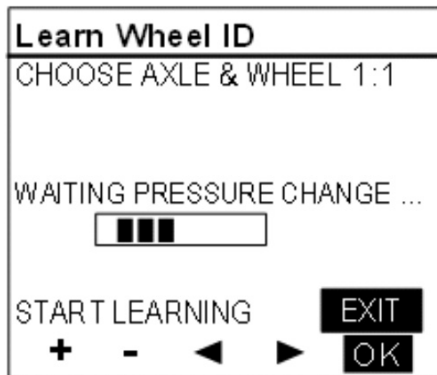 Learn Wheel ID
CHOOSE AXLE & WHEEL 1:1
WAITING PRESSURE CHANGE ...
START LEARNING EXIT
+ - ◀ ▶ OK